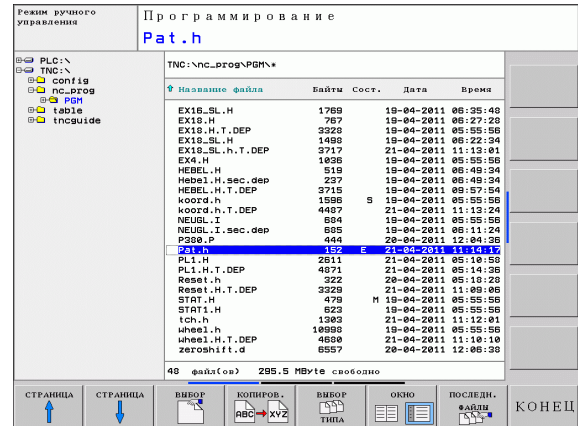 Режим ручного
управления
Программирование
Pat.h
PLC:\
TNC:\
config
nc_prog
PGM
table
tncguide
TNC:\nc_prog\PGM\*
Название файла Байты Сост. Дата Время
EX16_SL.H 1769 19-04-2011 06:35:48
EX18.H 767 19-04-2011 06:27:28
EX18.H.T.DEP 3328 19-04-2011 05:55:56
EX18_SL.H 1498 19-04-2011 06:22:34
EX18_SL.h.T.DEP 3717 21-04-2011 11:13:01
EX4.H 1036 19-04-2011 05:55:56
HEBEL.H 519 19-04-2011 06:49:34
Hebel.H.sec.dep 237 19-04-2011 06:49:34
HEBEL.H.T.DEP 3715 19-04-2011 09:57:54
koord.h 1596 S 19-04-2011 05:55:56
koord.h.T.DEP 4487 21-04-2011 11:13:24
NEUGL.I 684 19-04-2011 05:55:56
NEUGL.I.sec.dep 685 19-04-2011 06:11:24
P380.P 444 20-04-2011 12:04:36
Pat.h 152 E 21-04-2011 11:14:17
PL1.H 2611 21-04-2011 05:10:58
PL1.H.T.DEP 4871 21-04-2011 05:14:36
Reset.h 322 20-04-2011 05:18:28
Reset.H.T.DEP 3329 21-04-2011 11:09:06
STAT.H 479 M 19-04-2011 05:55:56
STAT1.H 623 19-04-2011 05:55:56
tch.h 1303 21-04-2011 11:12:01
wheel.h 10998 19-04-2011 05:55:56
wheel.H.T.DEP 4680 21-04-2011 11:10:10
zeroshift.d 6557 20-04-2011 12:06:38
48 файл(ов) 295.5 MByte свободно
СТРАНИЦА СТРАНИЦА ВЫБОР КОПИРОВ. ВЫБОР ОКНО ПОСЛЕДН. КОНЕЦ
ABC XYZ ТИПА ФАЙЛЫ